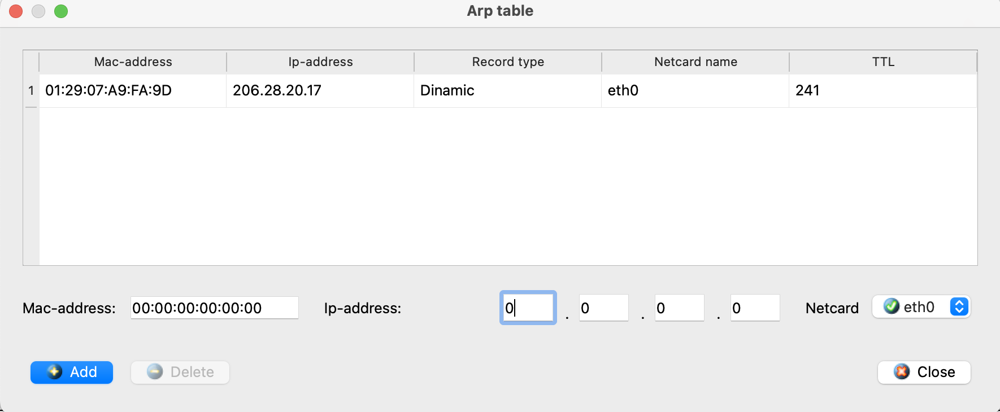 Arp table
Mac-address Ip-address Record type Netcard name TTL
1 01:29:07:A9:FA:9D 206.28.20.17 Dinamic eth0 241
Mac-address: 00:00:00:00:00:00 Ip-address: 0 . 0 . 0 . 0 Netcard eth0
Add Delete Close